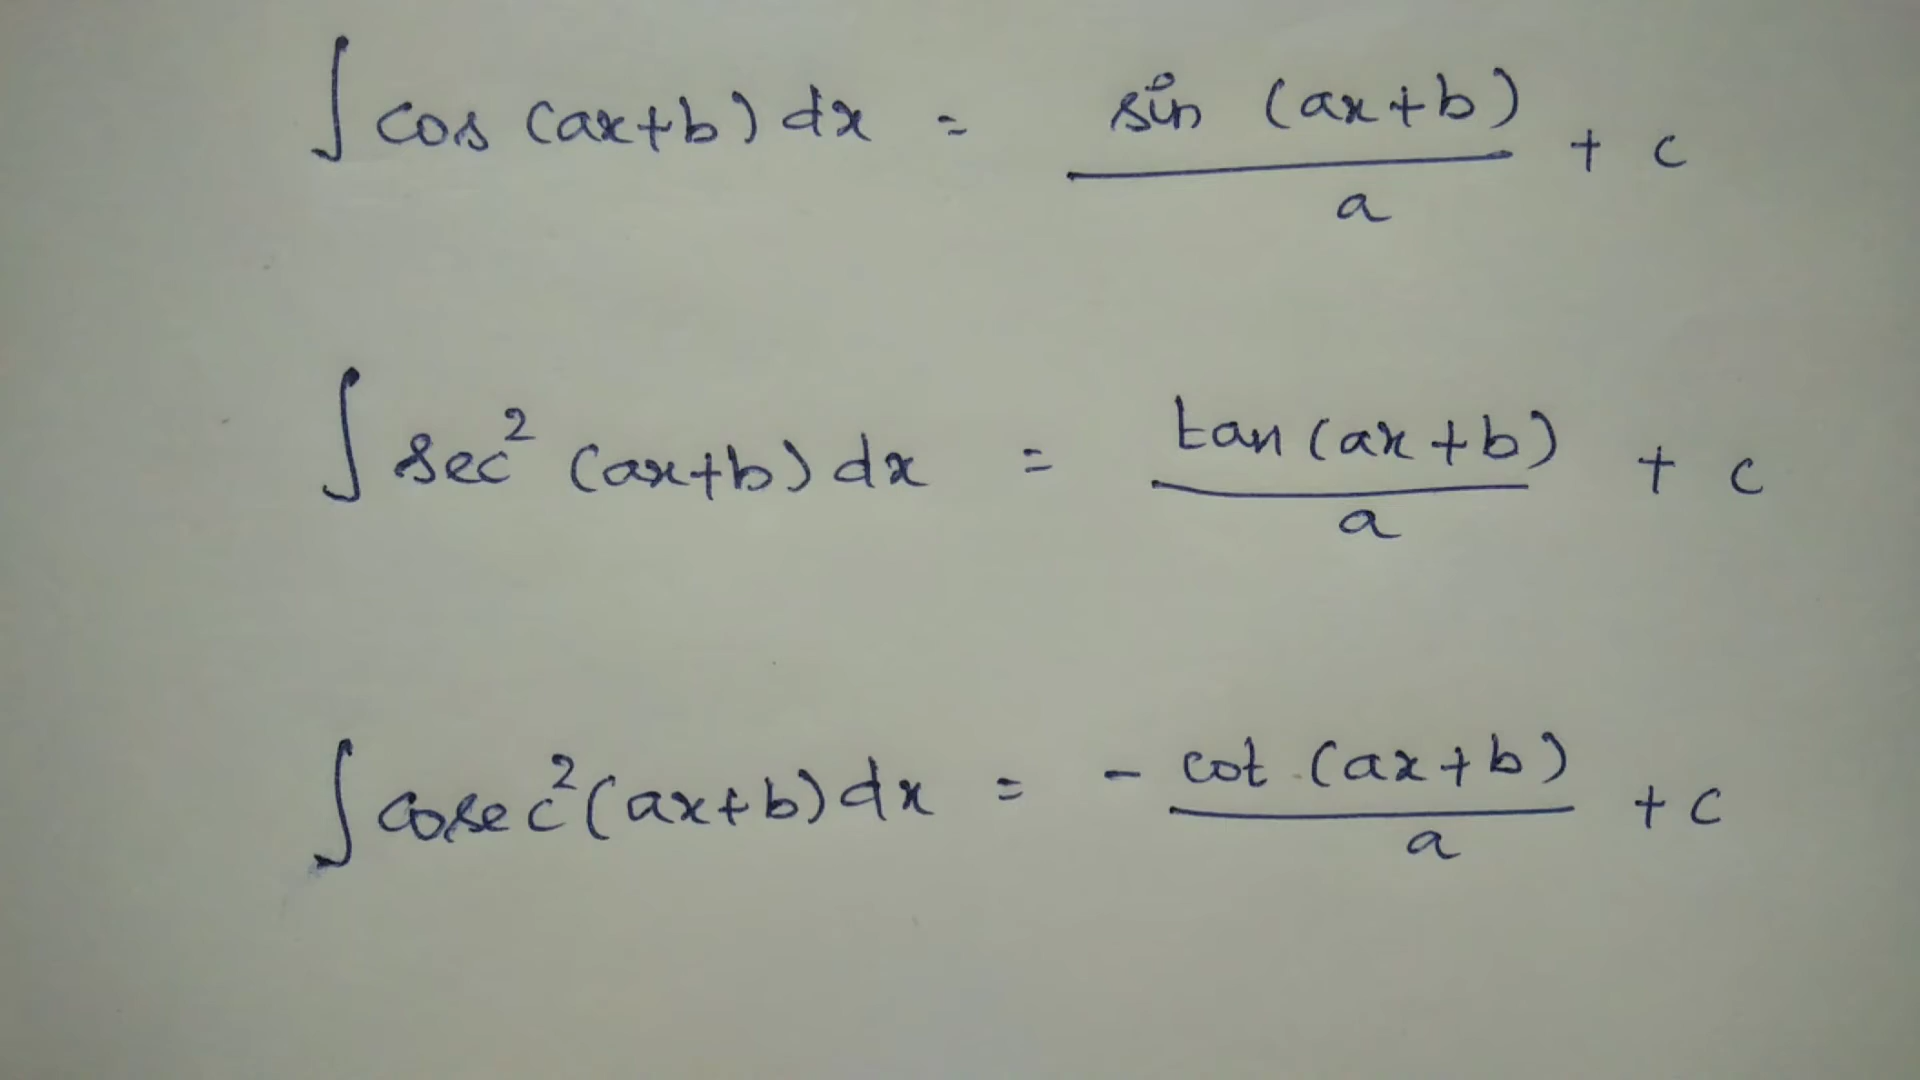 ∫ cos (ax+b) dx = sin (ax+b) / a + c
∫ sec² (ax+b) dx = tan (ax+b) / a + c
∫ cosec² (ax+b) dx = - cot (ax+b) / a + c